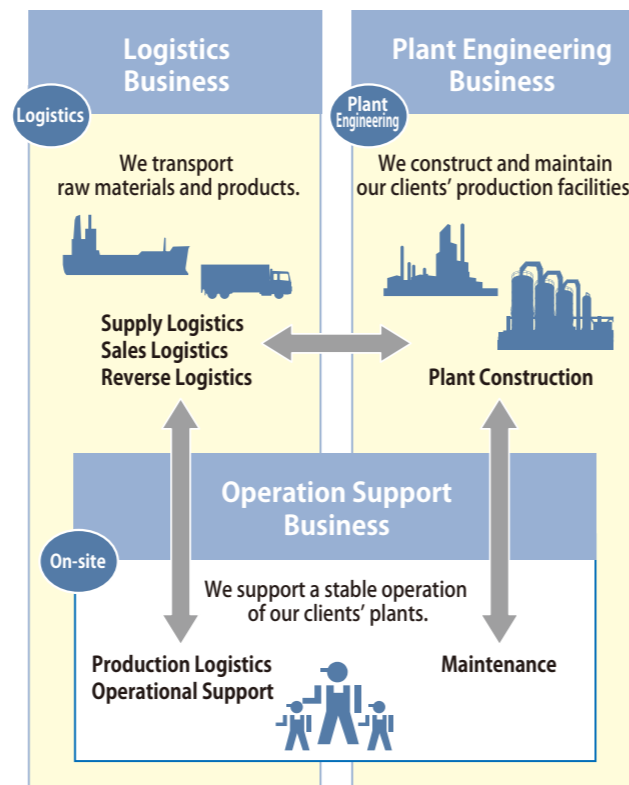 Logistics
Business
Logistics
We transport
raw materials and products.
Supply Logistics
Sales Logistics
Reverse Logistics
Plant Engineering
Business
Plant
Engineering
We construct and maintain
our clients’ production facilities
Plant Construction
Operation Support
Business
On-site
We support a stable operation
of our clients’ plants.
Production Logistics
Operational Support
Maintenance